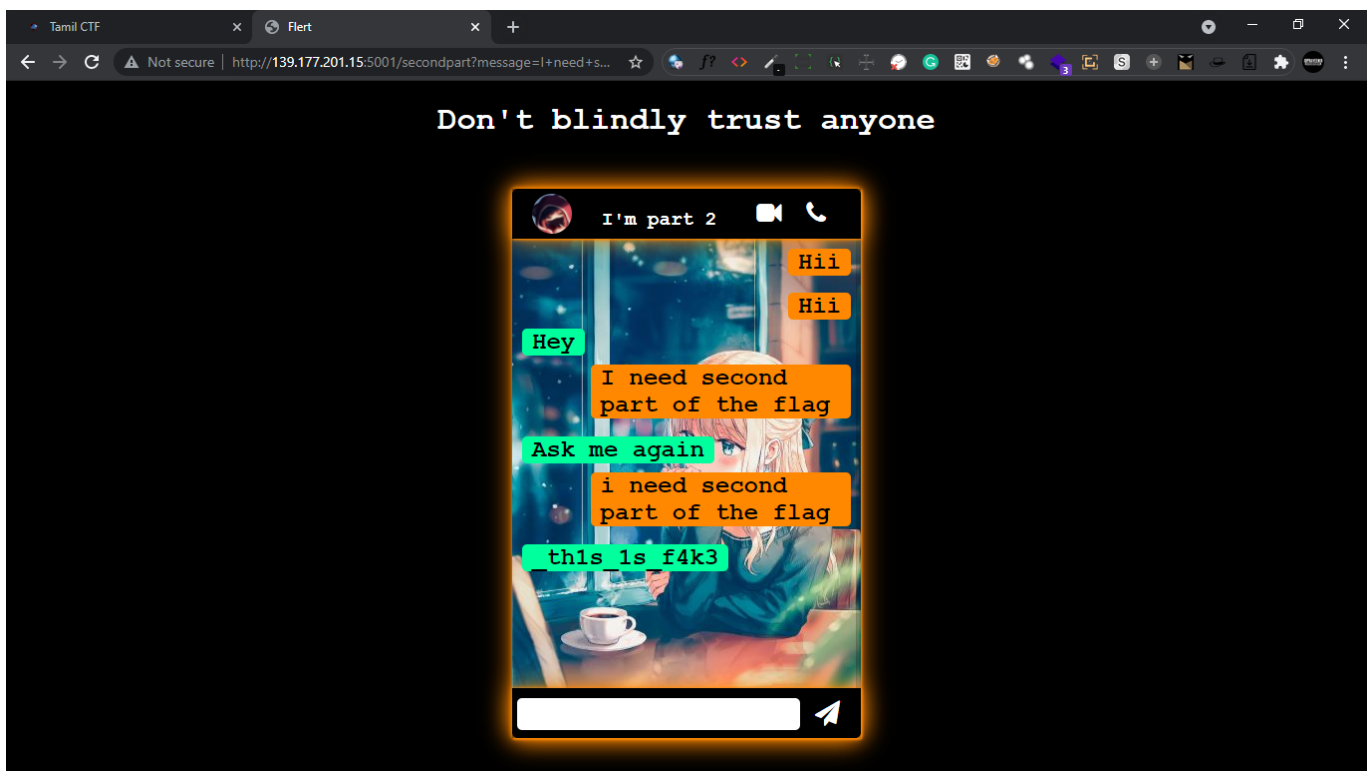 Tamil CTF
Flert
Not secure | http://139.177.201.15:5001/secondpart?message=I+need+s...
Don't blindly trust anyone
I'm part 2
Hii
Hii
Hey
I need second
part of the flag
Ask me again
i need second
part of the flag
_th1s_1s_f4k3